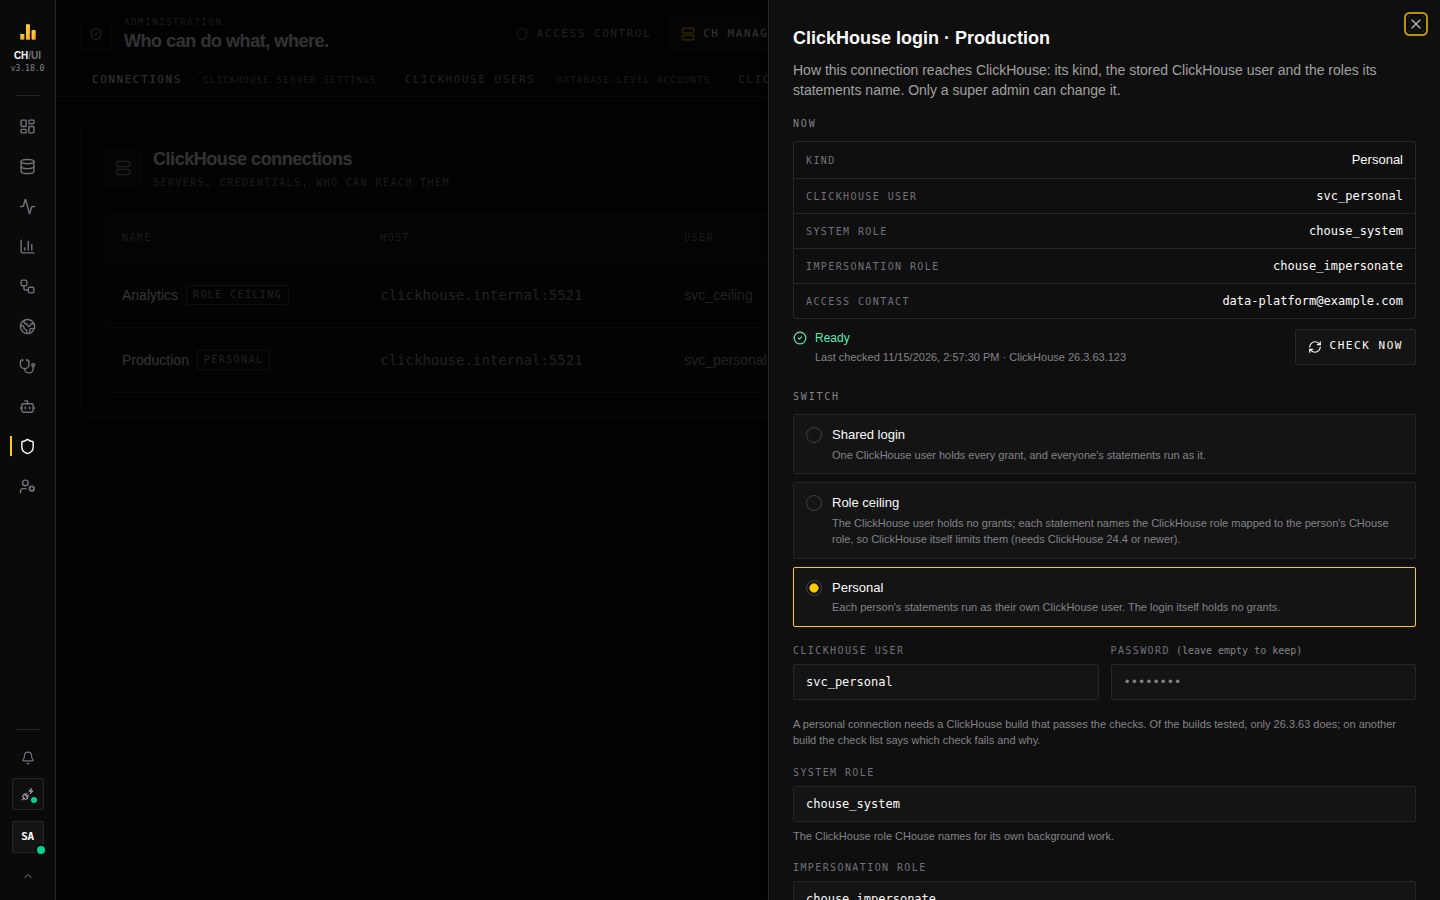 CH/UI
v3.18.0
ADMINISTRATION
Who can do what, where.
ACCESS CONTROL
CH MANAG
CONNECTIONS · CLICKHOUSE SERVER SETTINGS
CLICKHOUSE USERS · DATABASE-LEVEL ACCOUNTS
CLIC
ClickHouse connections
SERVERS, CREDENTIALS, WHO CAN REACH THEM
NAME HOST USER
Analytics ROLE CEILING clickhouse.internal:5521 svc_ceiling
Production PERSONAL clickhouse.internal:5521 svc_personal
SA
ClickHouse login · Production
How this connection reaches ClickHouse: its kind, the stored ClickHouse user and the roles its
statements name. Only a super admin can change it.
NOW
KIND Personal
CLICKHOUSE USER svc_personal
SYSTEM ROLE chouse_system
IMPERSONATION ROLE chouse_impersonate
ACCESS CONTACT data-platform@example.com
Ready
Last checked 11/15/2026, 2:57:30 PM · ClickHouse 26.3.63.123
CHECK NOW
SWITCH
Shared login
One ClickHouse user holds every grant, and everyone's statements run as it.
Role ceiling
The ClickHouse user holds no grants; each statement names the ClickHouse role mapped to the person's CHouse
role, so ClickHouse itself limits them (needs ClickHouse 24.4 or newer).
Personal
Each person's statements run as their own ClickHouse user. The login itself holds no grants.
CLICKHOUSE USER PASSWORD (leave empty to keep)
svc_personal ••••••••
A personal connection needs a ClickHouse build that passes the checks. Of the builds tested, only 26.3.63 does; on another
build the check list says which check fails and why.
SYSTEM ROLE
chouse_system
The ClickHouse role CHouse names for its own background work.
IMPERSONATION ROLE
chouse_impersonate